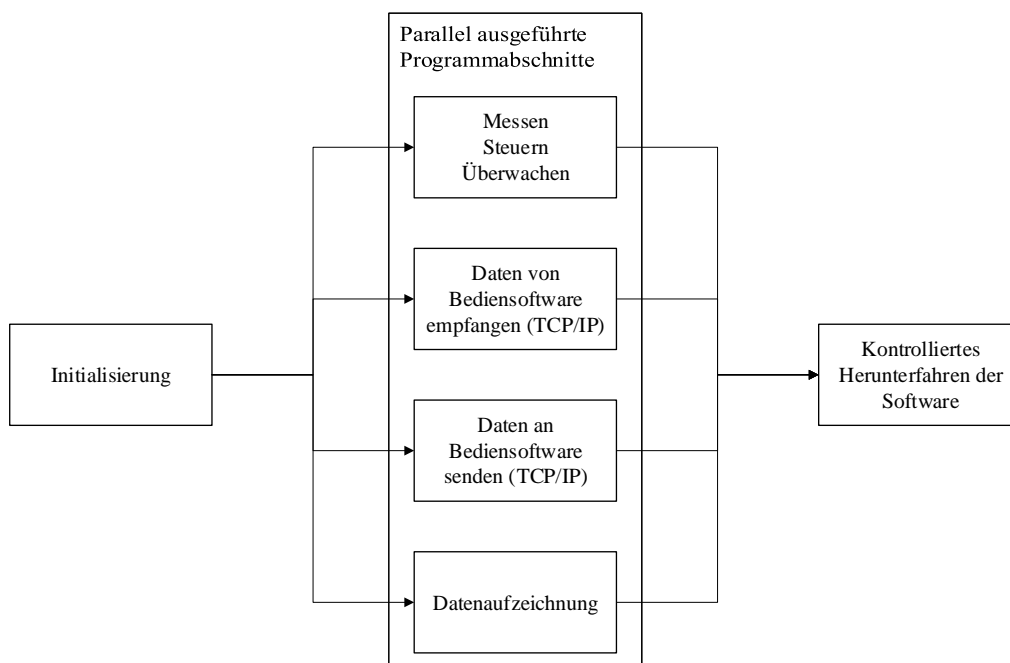 Parallel ausgeführte
Programmabschnitte
Messen
Steuern
Überwachen
Daten von
Bediensoftware
empfangen (TCP/IP)
Initialisierung
Kontrolliertes
Herunterfahren der
Software
Daten an
Bediensoftware
senden (TCP/IP)
Datenaufzeichnung